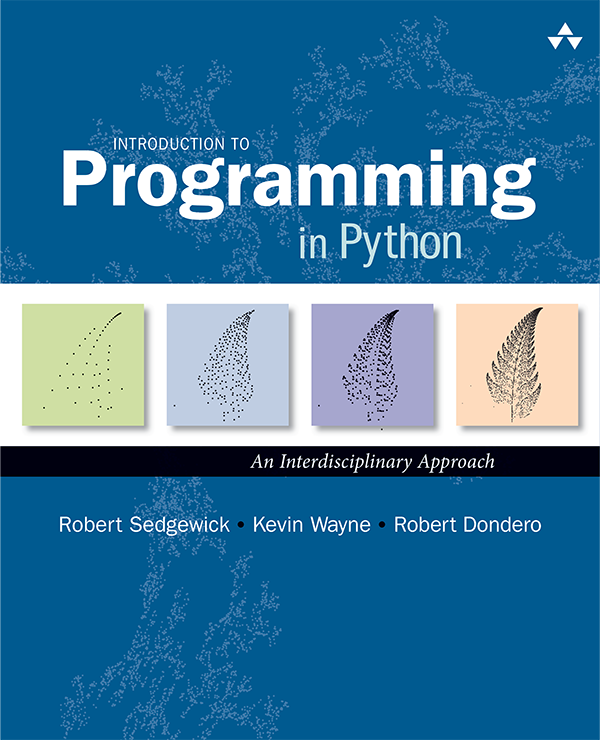 INTRODUCTION TO
Programming
in Python
An Interdisciplinary Approach
Robert Sedgewick • Kevin Wayne • Robert Dondero